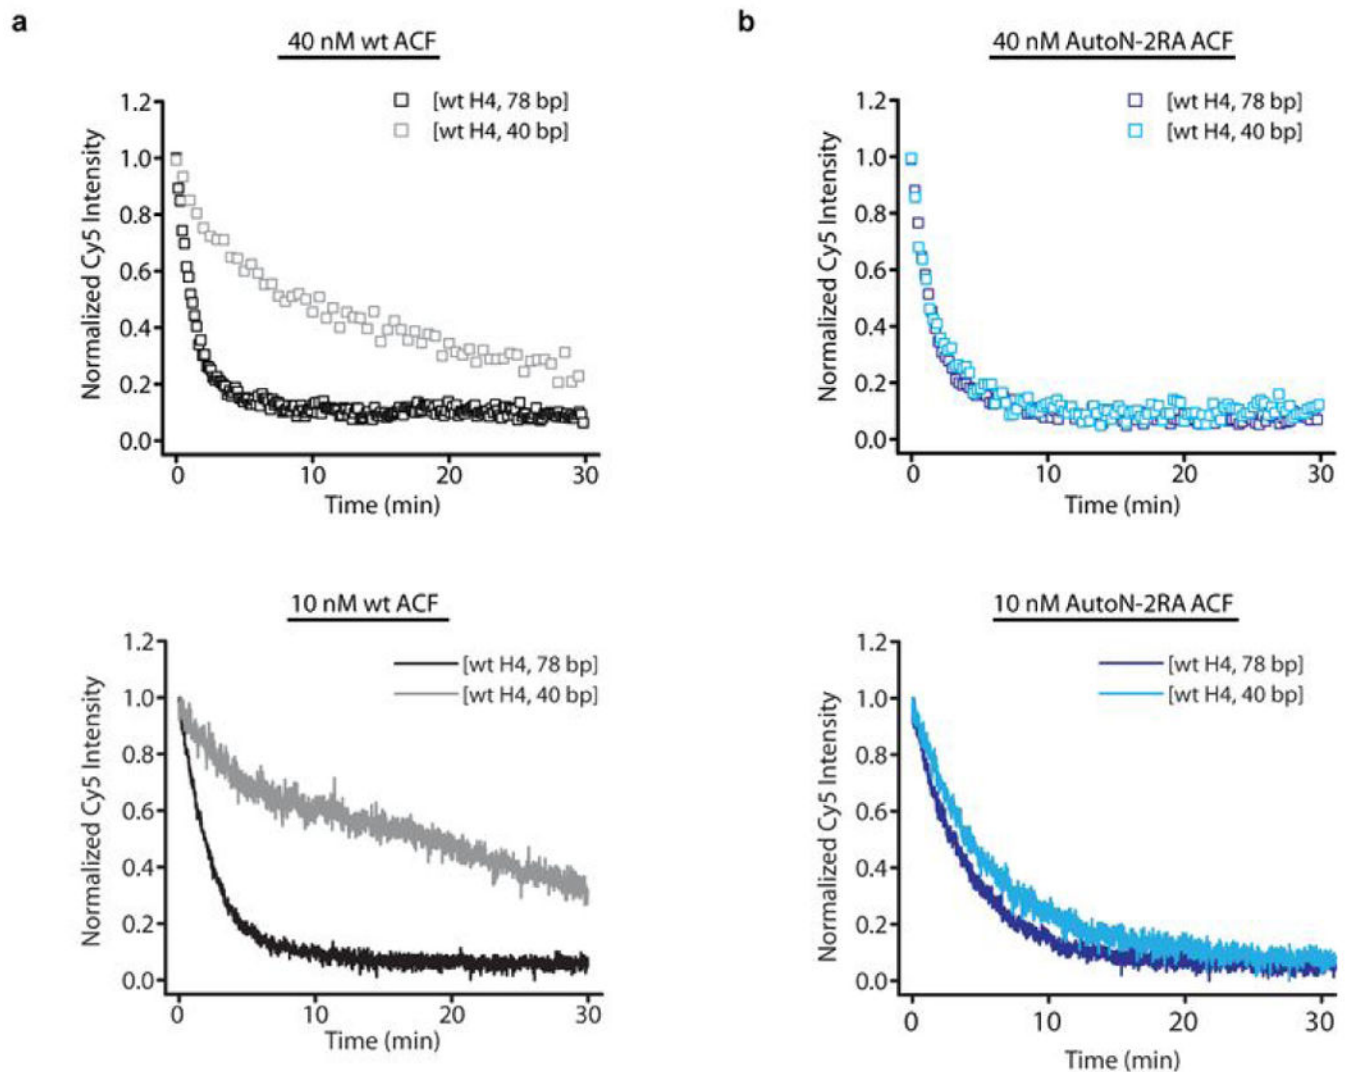 a
40 nM wt ACF
[wt H4, 78 bp]
[wt H4, 40 bp]
Normalized Cy5 Intensity
1.2
1.0
0.8
0.6
0.4
0.2
0.0
0 10 20 30
Time (min)
b
40 nM AutoN-2RA ACF
[wt H4, 78 bp]
[wt H4, 40 bp]
Normalized Cy5 Intensity
1.2
1.0
0.8
0.6
0.4
0.2
0.0
0 10 20 30
Time (min)
10 nM wt ACF
[wt H4, 78 bp]
[wt H4, 40 bp]
Normalized Cy5 Intensity
1.2
1.0
0.8
0.6
0.4
0.2
0.0
0 10 20 30
Time (min)
10 nM AutoN-2RA ACF
[wt H4, 78 bp]
[wt H4, 40 bp]
Normalized Cy5 Intensity
1.2
1.0
0.8
0.6
0.4
0.2
0.0
0 10 20 30
Time (min)